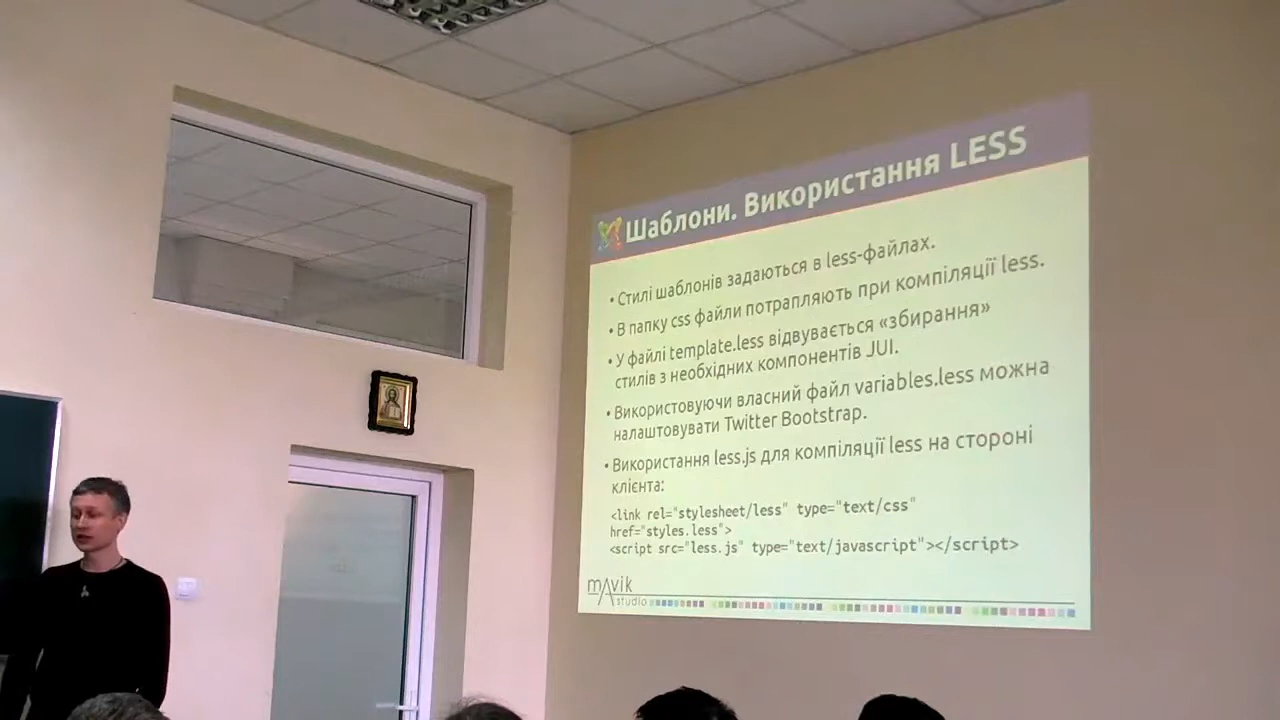 Шаблони. Використання LESS
• Стилі шаблонів задаються в less-файлах.
• В папку css файли потрапляють при компіляції less.
• У файлі template.less відвувається «збирання»
стилів з необхідних компонентів JUI.
• Використовуючи власний файл variables.less можна
налаштовувати Twitter Bootstrap.
• Використання less.js для компіляції less на стороні
клієнта:
<link rel="stylesheet/less" type="text/css"
href="styles.less">
<script src="less.js" type="text/javascript"></script>
mAvik
studio